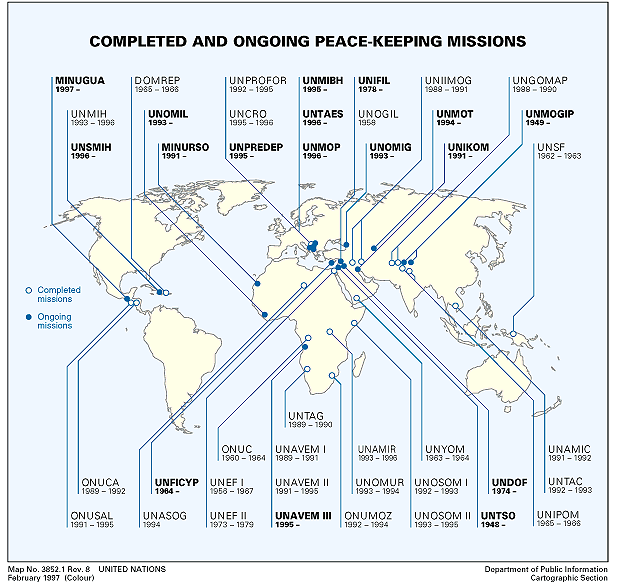 COMPLETED AND ONGOING PEACE-KEEPING MISSIONS
MINUGUA
1997 –
DOMREP
1965 – 1966
UNPROFOR
1992 – 1995
UNMIBH
1995 –
UNIFIL
1978 –
UNIIMOG
1988 – 1991
UNGOMAP
1988 – 1990
UNMIH
1993 – 1996
UNOMIL
1993 –
UNCRO
1995 – 1996
UNTAES
1996 –
UNOGIL
1958
UNMOT
1994 –
UNMOGIP
1949 –
UNSMIH
1996 –
MINURSO
1991 –
UNPREDEP
1995 –
UNMOP
1996 –
UNOMIG
1993 –
UNIKOM
1991 –
UNSF
1962 – 1963
Completed
missions
Ongoing
missions
UNTAG
1989 – 1990
ONUC
1960 – 1964
UNAVEM I
1989 – 1991
UNAMIR
1993 – 1996
UNYOM
1963 – 1964
UNAMIC
1991 – 1992
ONUCA
1989 – 1992
UNFICYP
1964 –
UNEF I
1956 – 1967
UNAVEM II
1991 – 1995
UNOMUR
1993 – 1994
UNOSOM I
1992 – 1993
UNDOF
1974 –
UNTAC
1992 – 1993
ONUSAL
1991 – 1995
UNASOG
1994
UNEF II
1973 – 1979
UNAVEM III
1995 –
ONUMOZ
1992 – 1994
UNOSOM II
1993 – 1995
UNTSO
1948 –
UNIPOM
1965 – 1966
Map No. 3852.1 Rev. 8 UNITED NATIONS
February 1997 (Colour)
Department of Public Information
Cartographic Section